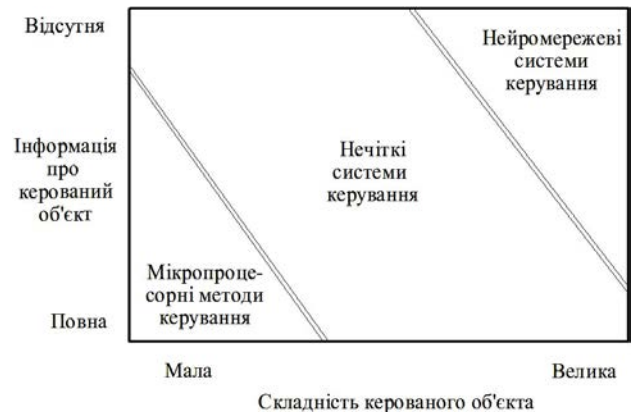 Відсутня
Нейромережеві
системи
керування
Інформація
про
керований
об'єкт
Нечіткі
системи
керування
Мікропроце-
сорні методи
керування
Повна
Мала
Велика
Складність керованого об'єкта